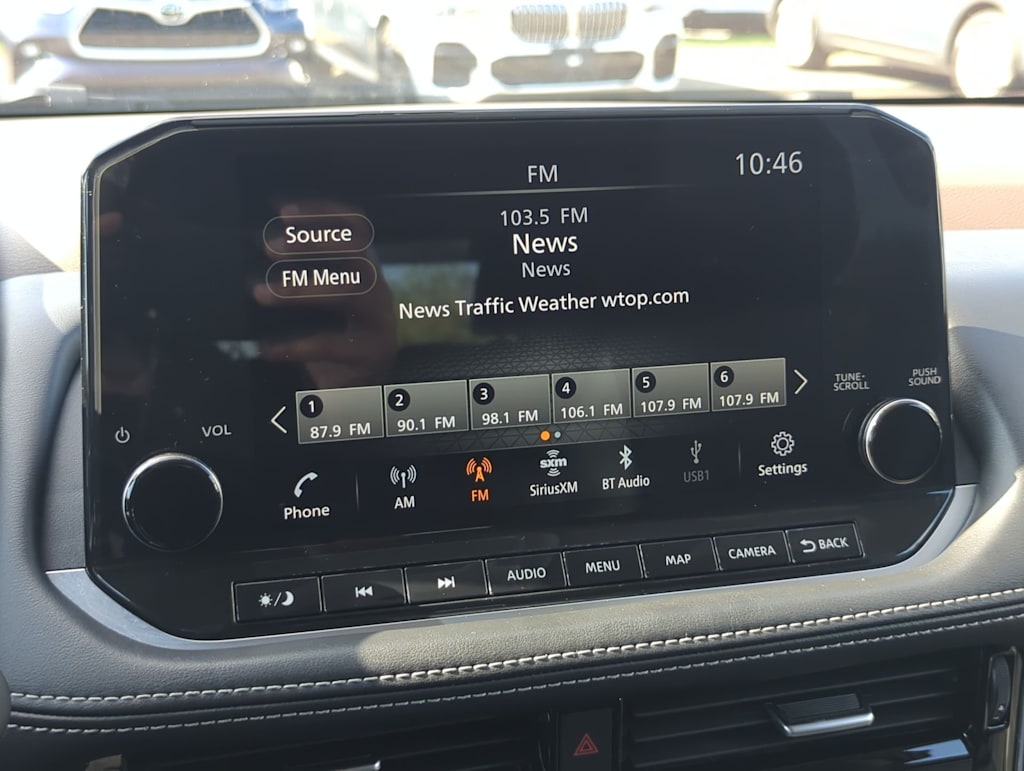 FM
10:46
103.5 FM
Source
News
News
FM Menu
News Traffic Weather wtop.com
1
87.9 FM
2
90.1 FM
3
98.1 FM
4
106.1 FM
5
107.9 FM
6
107.9 FM
TUNE·
SCROLL
PUSH
SOUND
VOL
Phone
AM
FM
sxm
SiriusXM
BT Audio
USB1
Settings
AUDIO
MENU
MAP
CAMERA
BACK